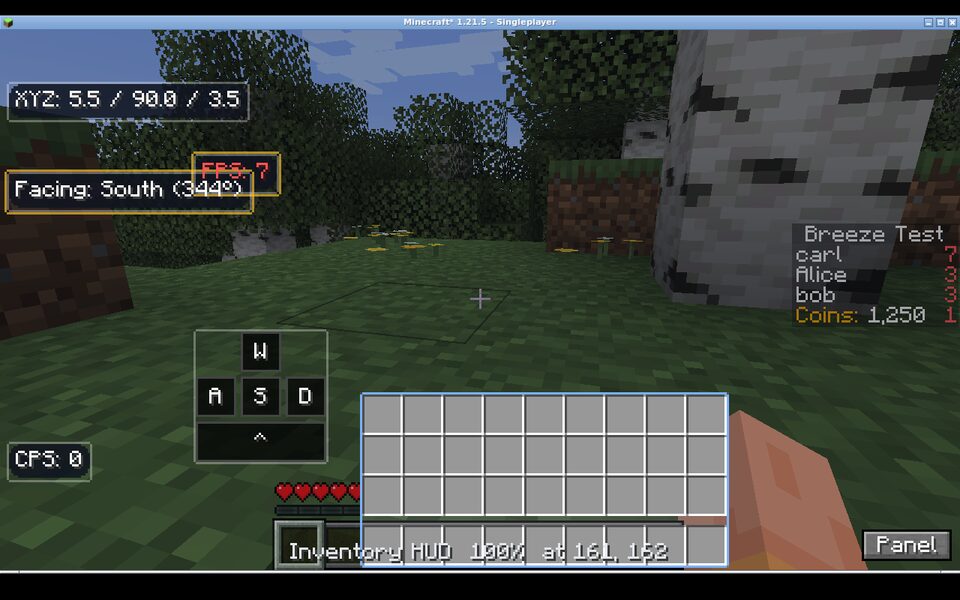 Minecraft* 1.21.5 - Singleplayer
XYZ: 5.5 / 90.0 / 3.5
FPS: 7
Facing: South (344°)
Breeze Test
carl 7
Alice 3
bob 3
Coins: 1,250 1
W
A S D
^
CPS: 0
Inventory HUD 100% at 161, 162
Panel